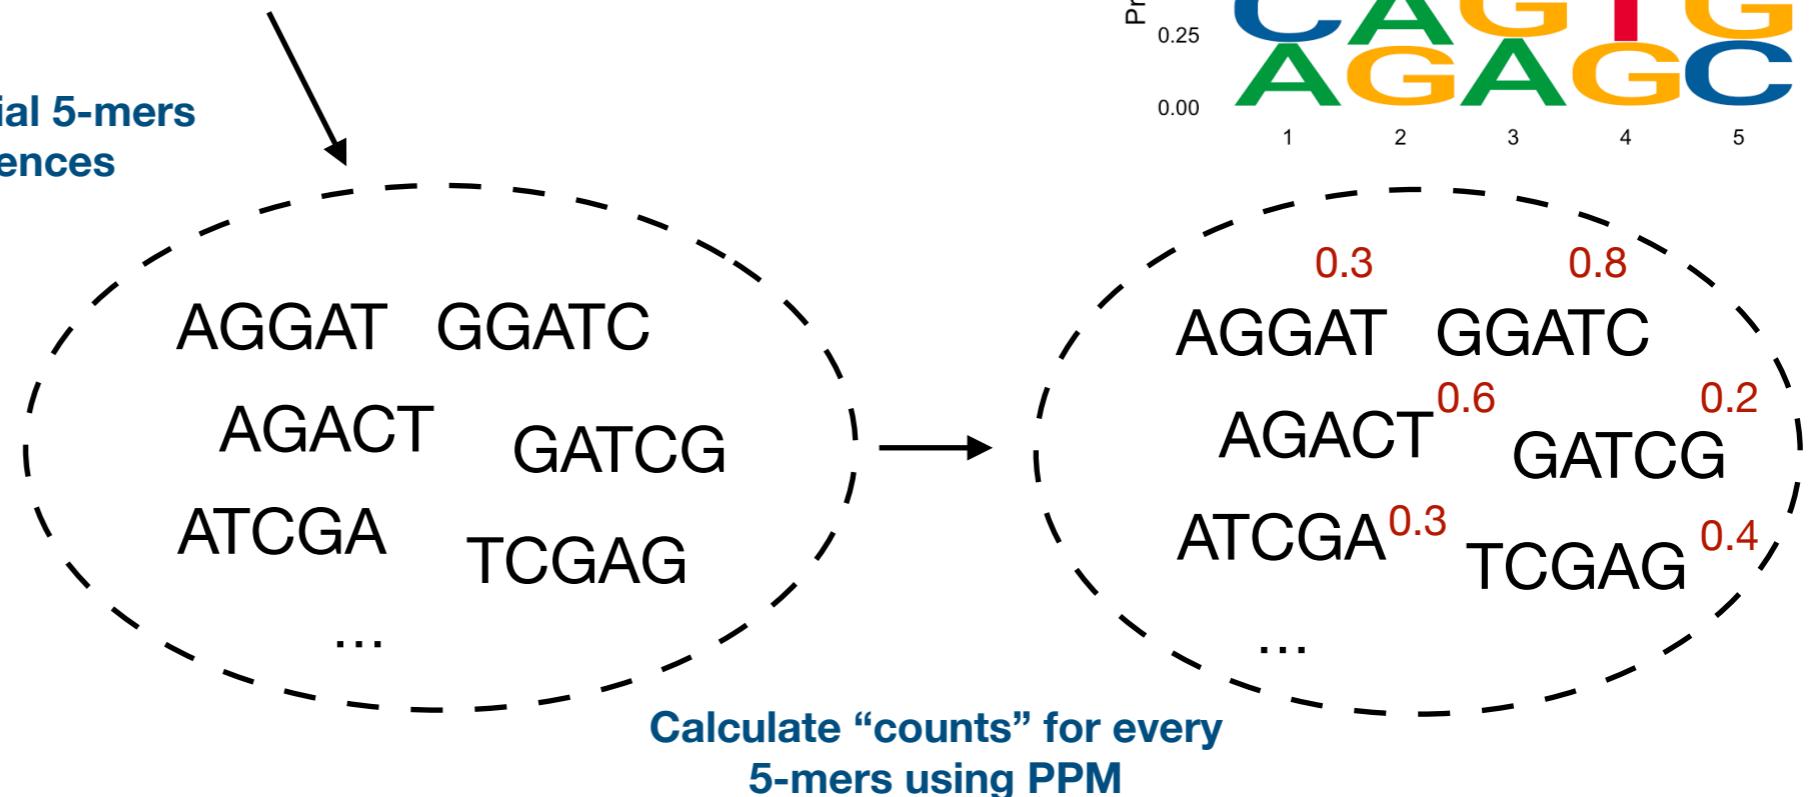 Pr
0.25
0.00
C A G T G
A G A G C
1 2 3 4 5
ial 5-mers
ences
AGGAT GGATC
AGACT GATCG
ATCGA TCGAG
...
0.3 0.8
AGGAT GGATC
AGACT 0.6 GATCG 0.2
ATCGA 0.3 TCGAG 0.4
...
Calculate “counts” for every
5-mers using PPM